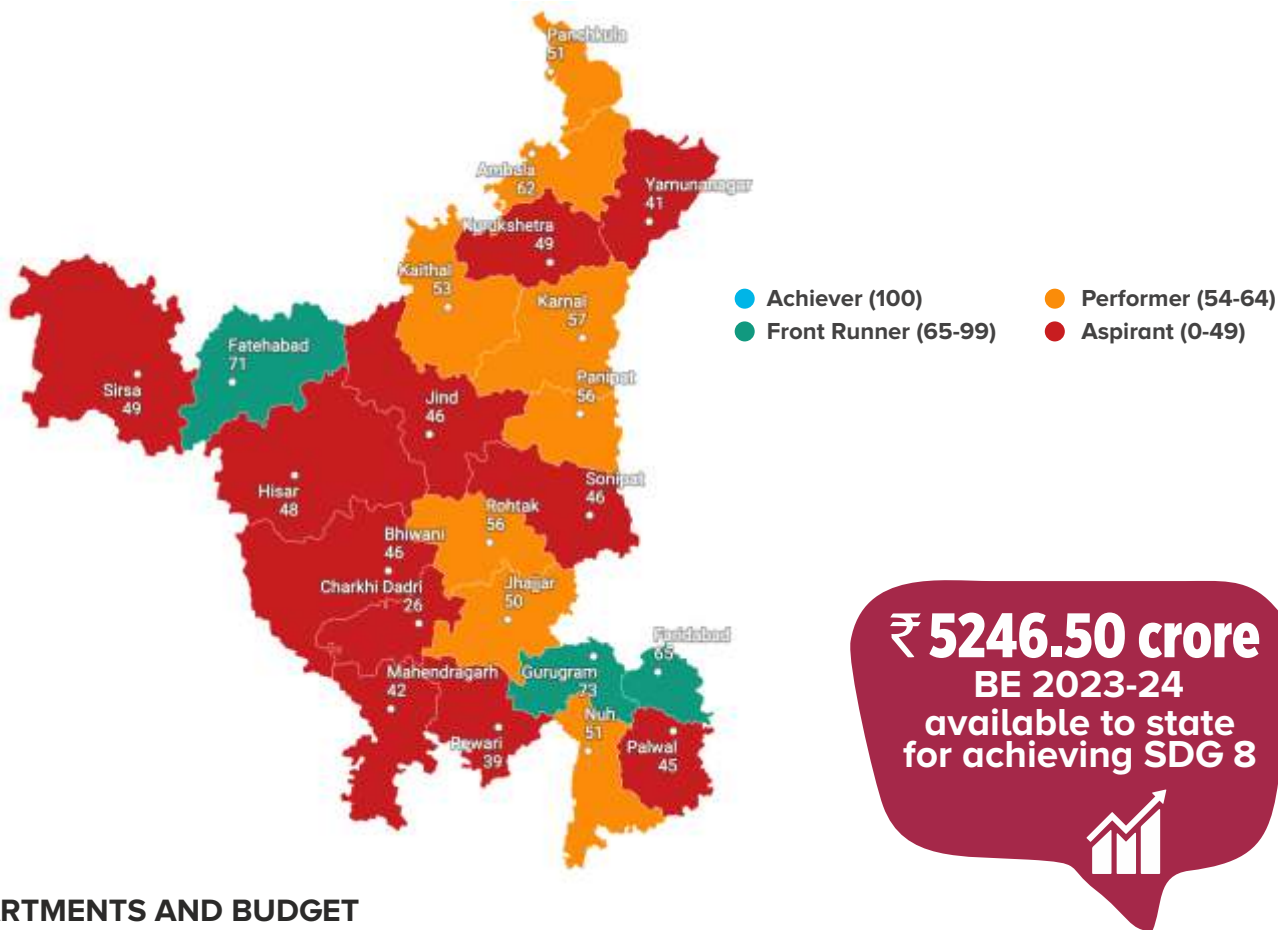 Panchkula
51
Ambala
62
Yamunanagar
41
Kurukshetra
49
Kaithal
53
Karnal
57
Achiever (100)
Performer (54-64)
Front Runner (65-99)
Aspirant (0-49)
Fatehabad
71
Sirsa
49
Jind
46
Panipat
56
Hisar
48
Sonipat
46
Rohtak
56
Bhiwani
46
Charkhi Dadri
26
Jhajjar
50
Faridabad
65
Mahendragarh
42
Gurugram
73
Nuh
51
Rewari
39
Palwal
45
₹ 5246.50 crore
BE 2023-24
available to state
for achieving SDG 8
ARTMENTS AND BUDGET